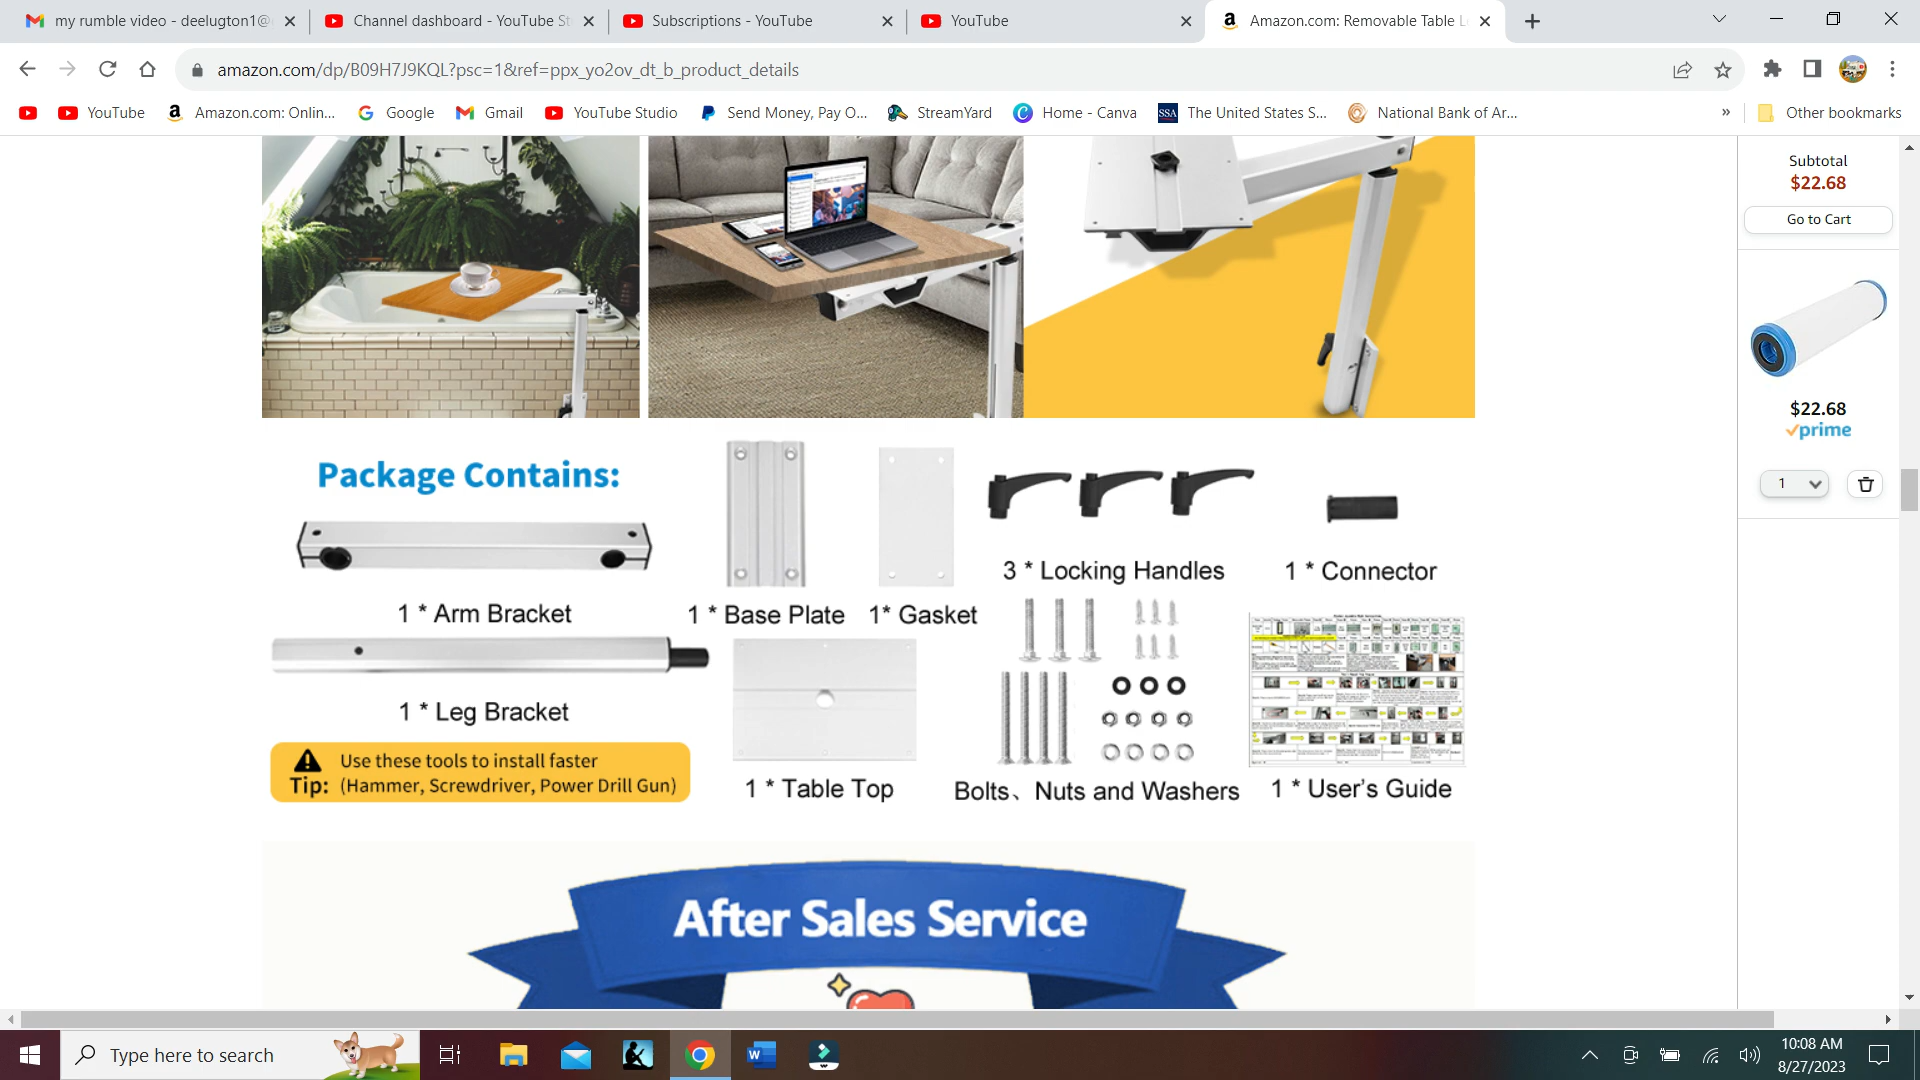 my rumble video - deelugton1@
Channel dashboard - YouTube St
Subscriptions - YouTube
YouTube
Amazon.com: Removable Table L
amazon.com/dp/B09H7J9KQL?psc=1&ref=ppx_yo2ov_dt_b_product_details
YouTube
Amazon.com: Onlin...
Google
Gmail
YouTube Studio
Send Money, Pay O...
StreamYard
Home - Canva
The United States S...
National Bank of Ar...
»
Other bookmarks
Subtotal
$22.68
Go to Cart
$22.68
prime
1
Package Contains:
1 * Arm Bracket
1 * Base Plate
1* Gasket
3 * Locking Handles
1 * Connector
1 * Leg Bracket
Use these tools to install faster
Tip: (Hammer, Screwdriver, Power Drill Gun)
1 * Table Top
Bolts、Nuts and Washers
1 * User's Guide
After Sales Service
Type here to search
10:08 AM
8/27/2023